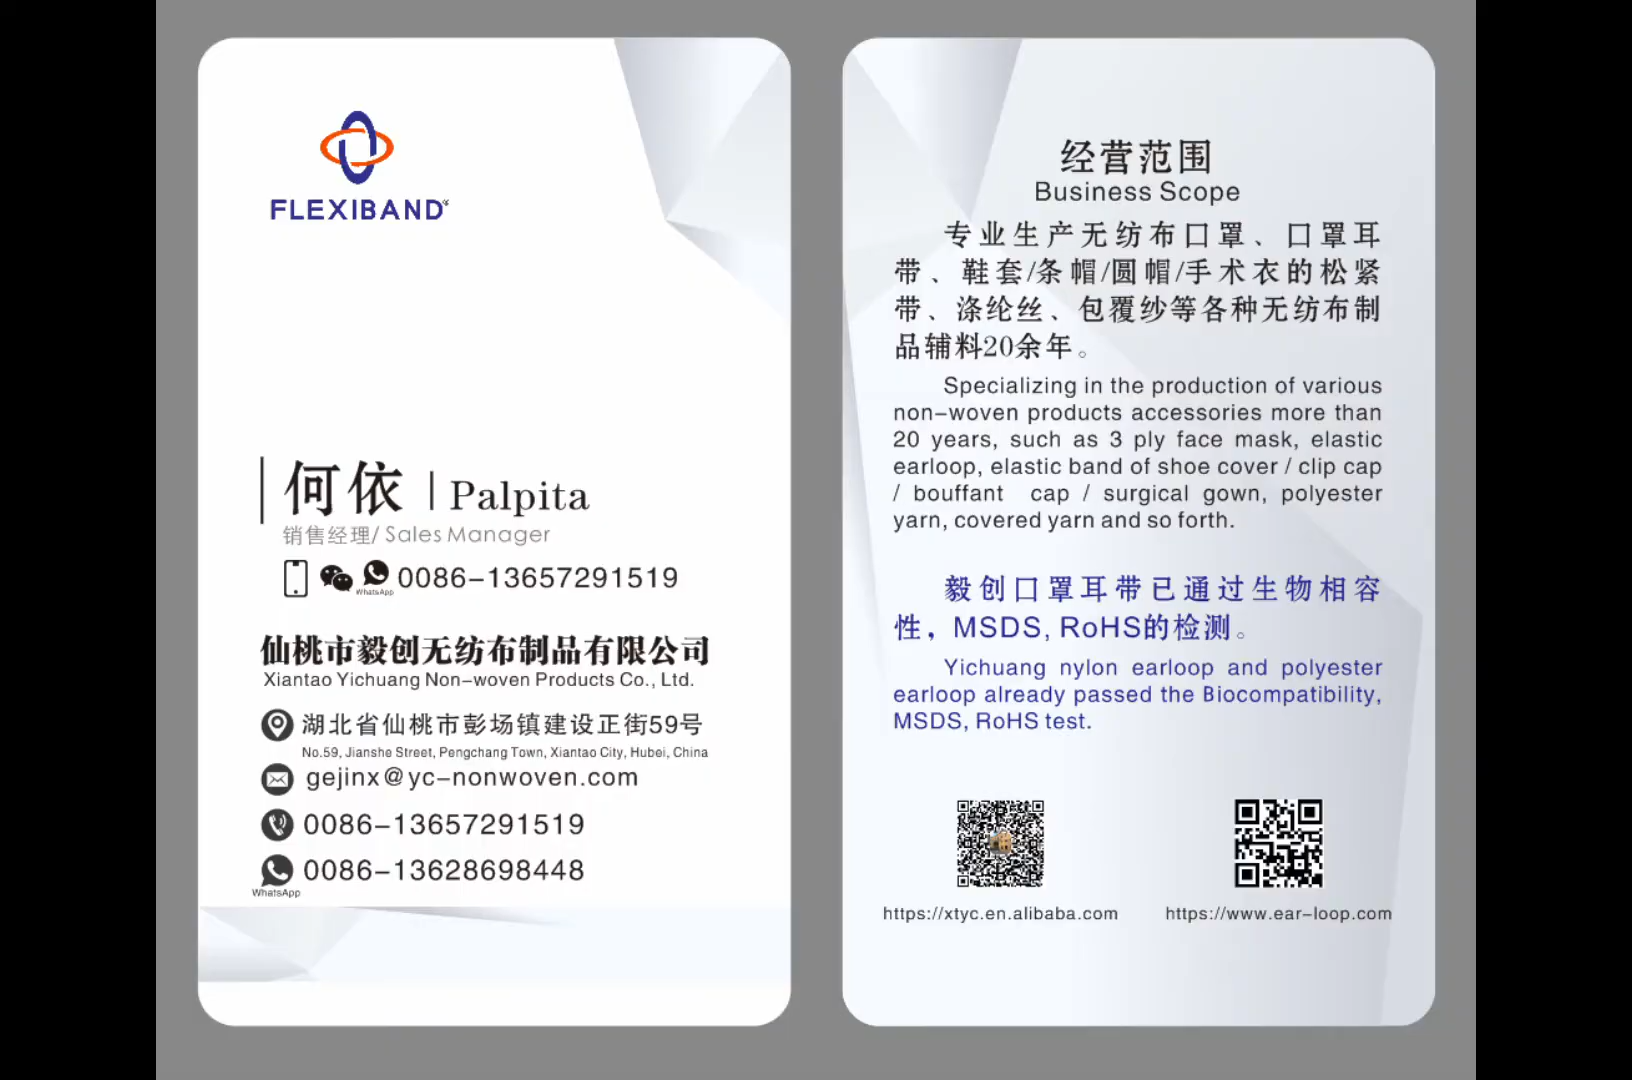 FLEXIBAND
何依 | Palpita
销售经理/ Sales Manager
WhatsApp
0086-13657291519
仙桃市毅创无纺布制品有限公司
Xiantao Yichuang Non-woven Products Co., Ltd.
湖北省仙桃市彭场镇建设正街59号
No.59, Jianshe Street, Pengchang Town, Xiantao City, Hubei, China
gejinx@yc-nonwoven.com
0086-13657291519
0086-13628698448
WhatsApp
经营范围
Business Scope
专业生产无纺布口罩、口罩耳
带、鞋套/条帽/圆帽/手术衣的松紧
带、涤纶丝、包覆纱等各种无纺布制
品辅料20余年。
Specializing in the production of various
non-woven products accessories more than
20 years, such as 3 ply face mask, elastic
earloop, elastic band of shoe cover / clip cap
/ bouffant cap / surgical gown, polyester
yarn, covered yarn and so forth.
毅创口罩耳带已通过生物相容
性，MSDS, RoHS的检测。
Yichuang nylon earloop and polyester
earloop already passed the Biocompatibility,
MSDS, RoHS test.
https://xtyc.en.alibaba.com
https://www.ear-loop.com